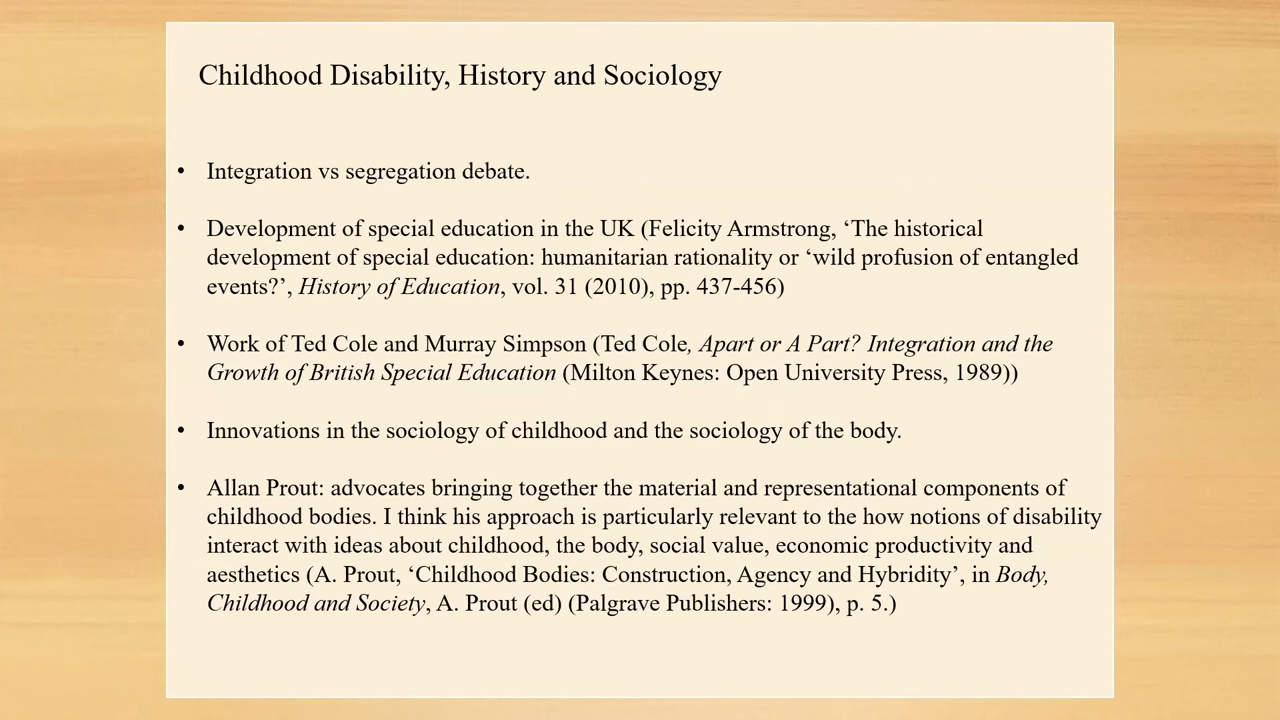 Childhood Disability, History and Sociology
• Integration vs segregation debate.
• Development of special education in the UK (Felicity Armstrong, ‘The historical
development of special education: humanitarian rationality or ‘wild profusion of entangled
events?’, History of Education, vol. 31 (2010), pp. 437-456)
• Work of Ted Cole and Murray Simpson (Ted Cole, Apart or A Part? Integration and the
Growth of British Special Education (Milton Keynes: Open University Press, 1989))
• Innovations in the sociology of childhood and the sociology of the body.
• Allan Prout: advocates bringing together the material and representational components of
childhood bodies. I think his approach is particularly relevant to the how notions of disability
interact with ideas about childhood, the body, social value, economic productivity and
aesthetics (A. Prout, ‘Childhood Bodies: Construction, Agency and Hybridity’, in Body,
Childhood and Society, A. Prout (ed) (Palgrave Publishers: 1999), p. 5.)